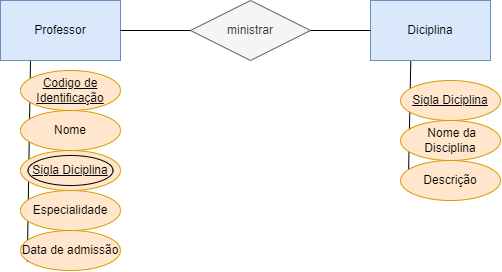 Professor
ministrar
Diciplina
Codigo de
Identificação
Nome
Sigla Diciplina
Especialidade
Data de admissão
Sigla Diciplina
Nome da
Disciplina
Descrição